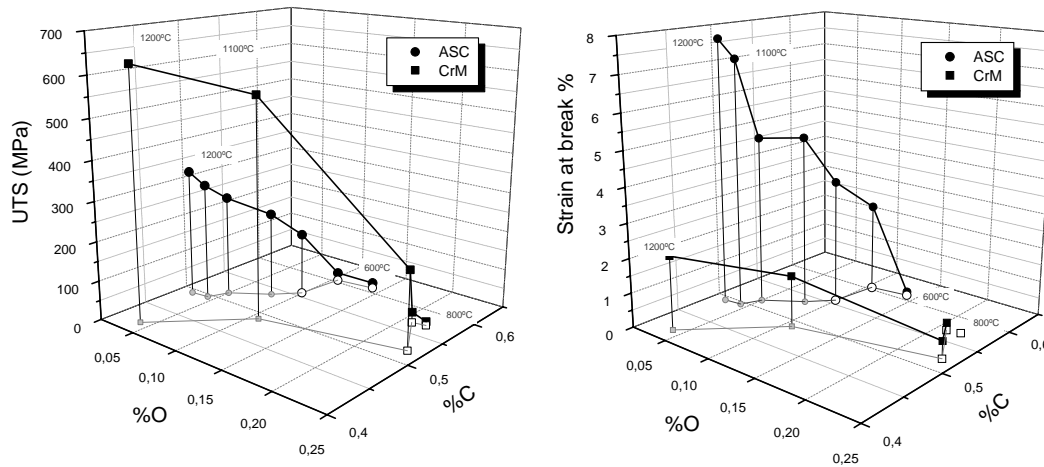 700
600
500
400
300
200
100
0
UTS (MPa)
1200ºC
1100ºC
1200ºC
600ºC
800ºC
ASC
CrM
0,05
0,10
0,15
0,20
0,25
%O
0,4
0,5
0,6
%C
8
7
6
5
4
3
2
1
0
Strain at break %
1200ºC
1100ºC
1200ºC
600ºC
800ºC
ASC
CrM
0,05
0,10
0,15
0,20
0,25
%O
0,4
0,5
0,6
%C